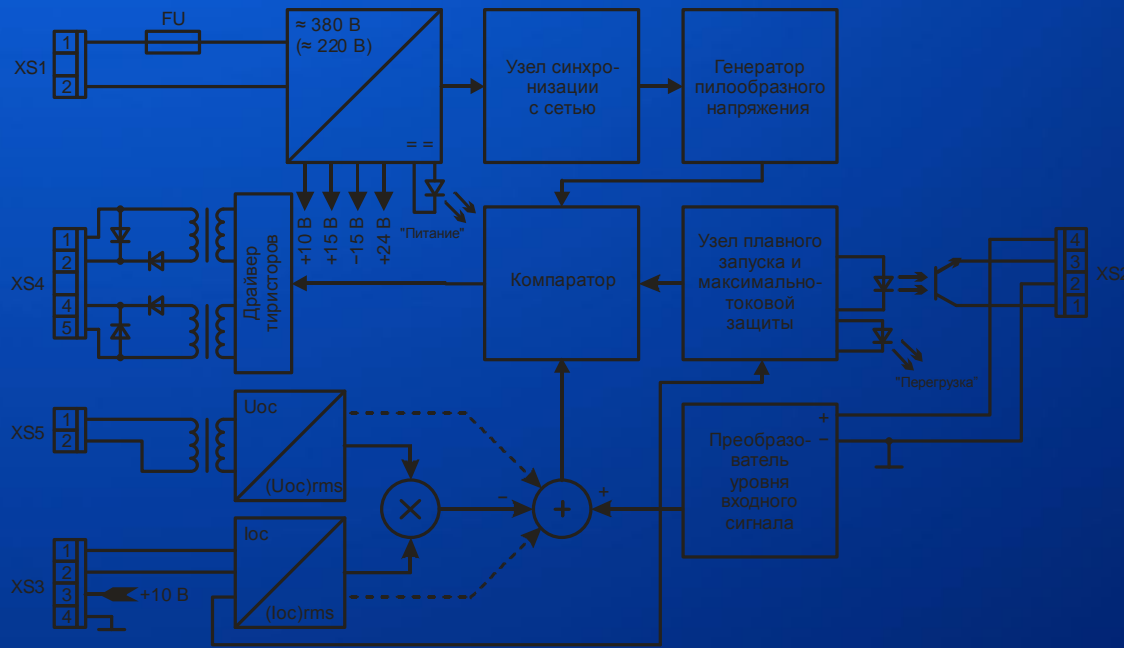 FU
XS1
1
2
≈ 380 В
(≈ 220 В)
= =
Узел синхро-
низации
с сетью
Генератор
пилообразного
напряжения
+10 В
+15 В
−15 В
+24 В
"Питание"
XS4
1
2
4
5
Драйвер
тиристоров
Компаратор
Узел плавного
запуска и
максимально-
токовой
защиты
"Перегрузка"
4
3
2
1
XS2
XS5
1
2
Uос
(Uос)rms
×
−
+
+
Преобразо-
ватель
уровня
входного
сигнала
+
−
XS3
1
2
3
4
+10 В
Iос
(Iос)rms